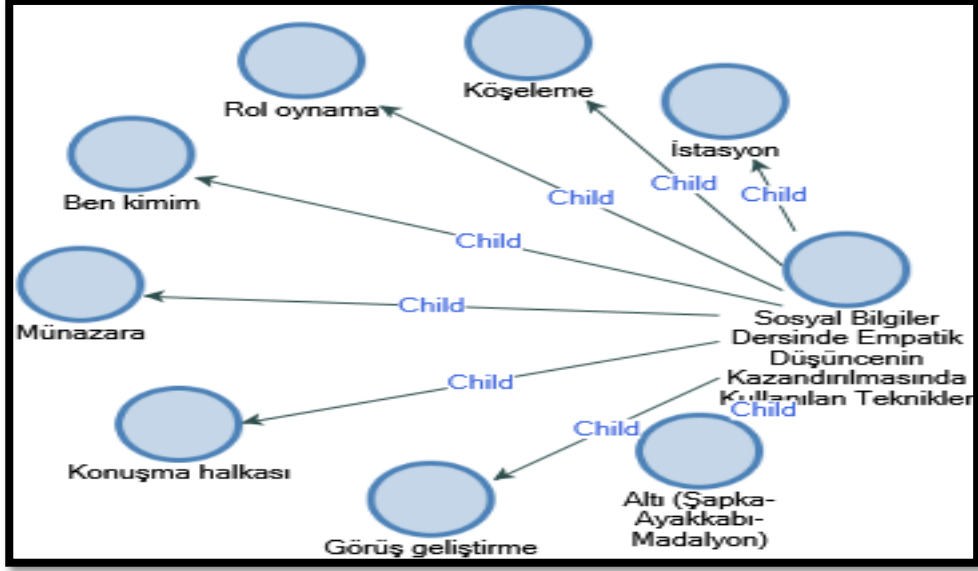 Köşeleme
Rol oynama
İstasyon
Child
Child
Child
Ben kimim
Child
Child
Münazara
Sosyal Bilgiler
Dersinde Empatik
Düşüncenin
Kazandırılmasında
Kullanılan Teknikler
Child
Child
Child
Konuşma halkası
Altı (Şapka-
Ayakkabı-
Madalyon)
Görüş geliştirme